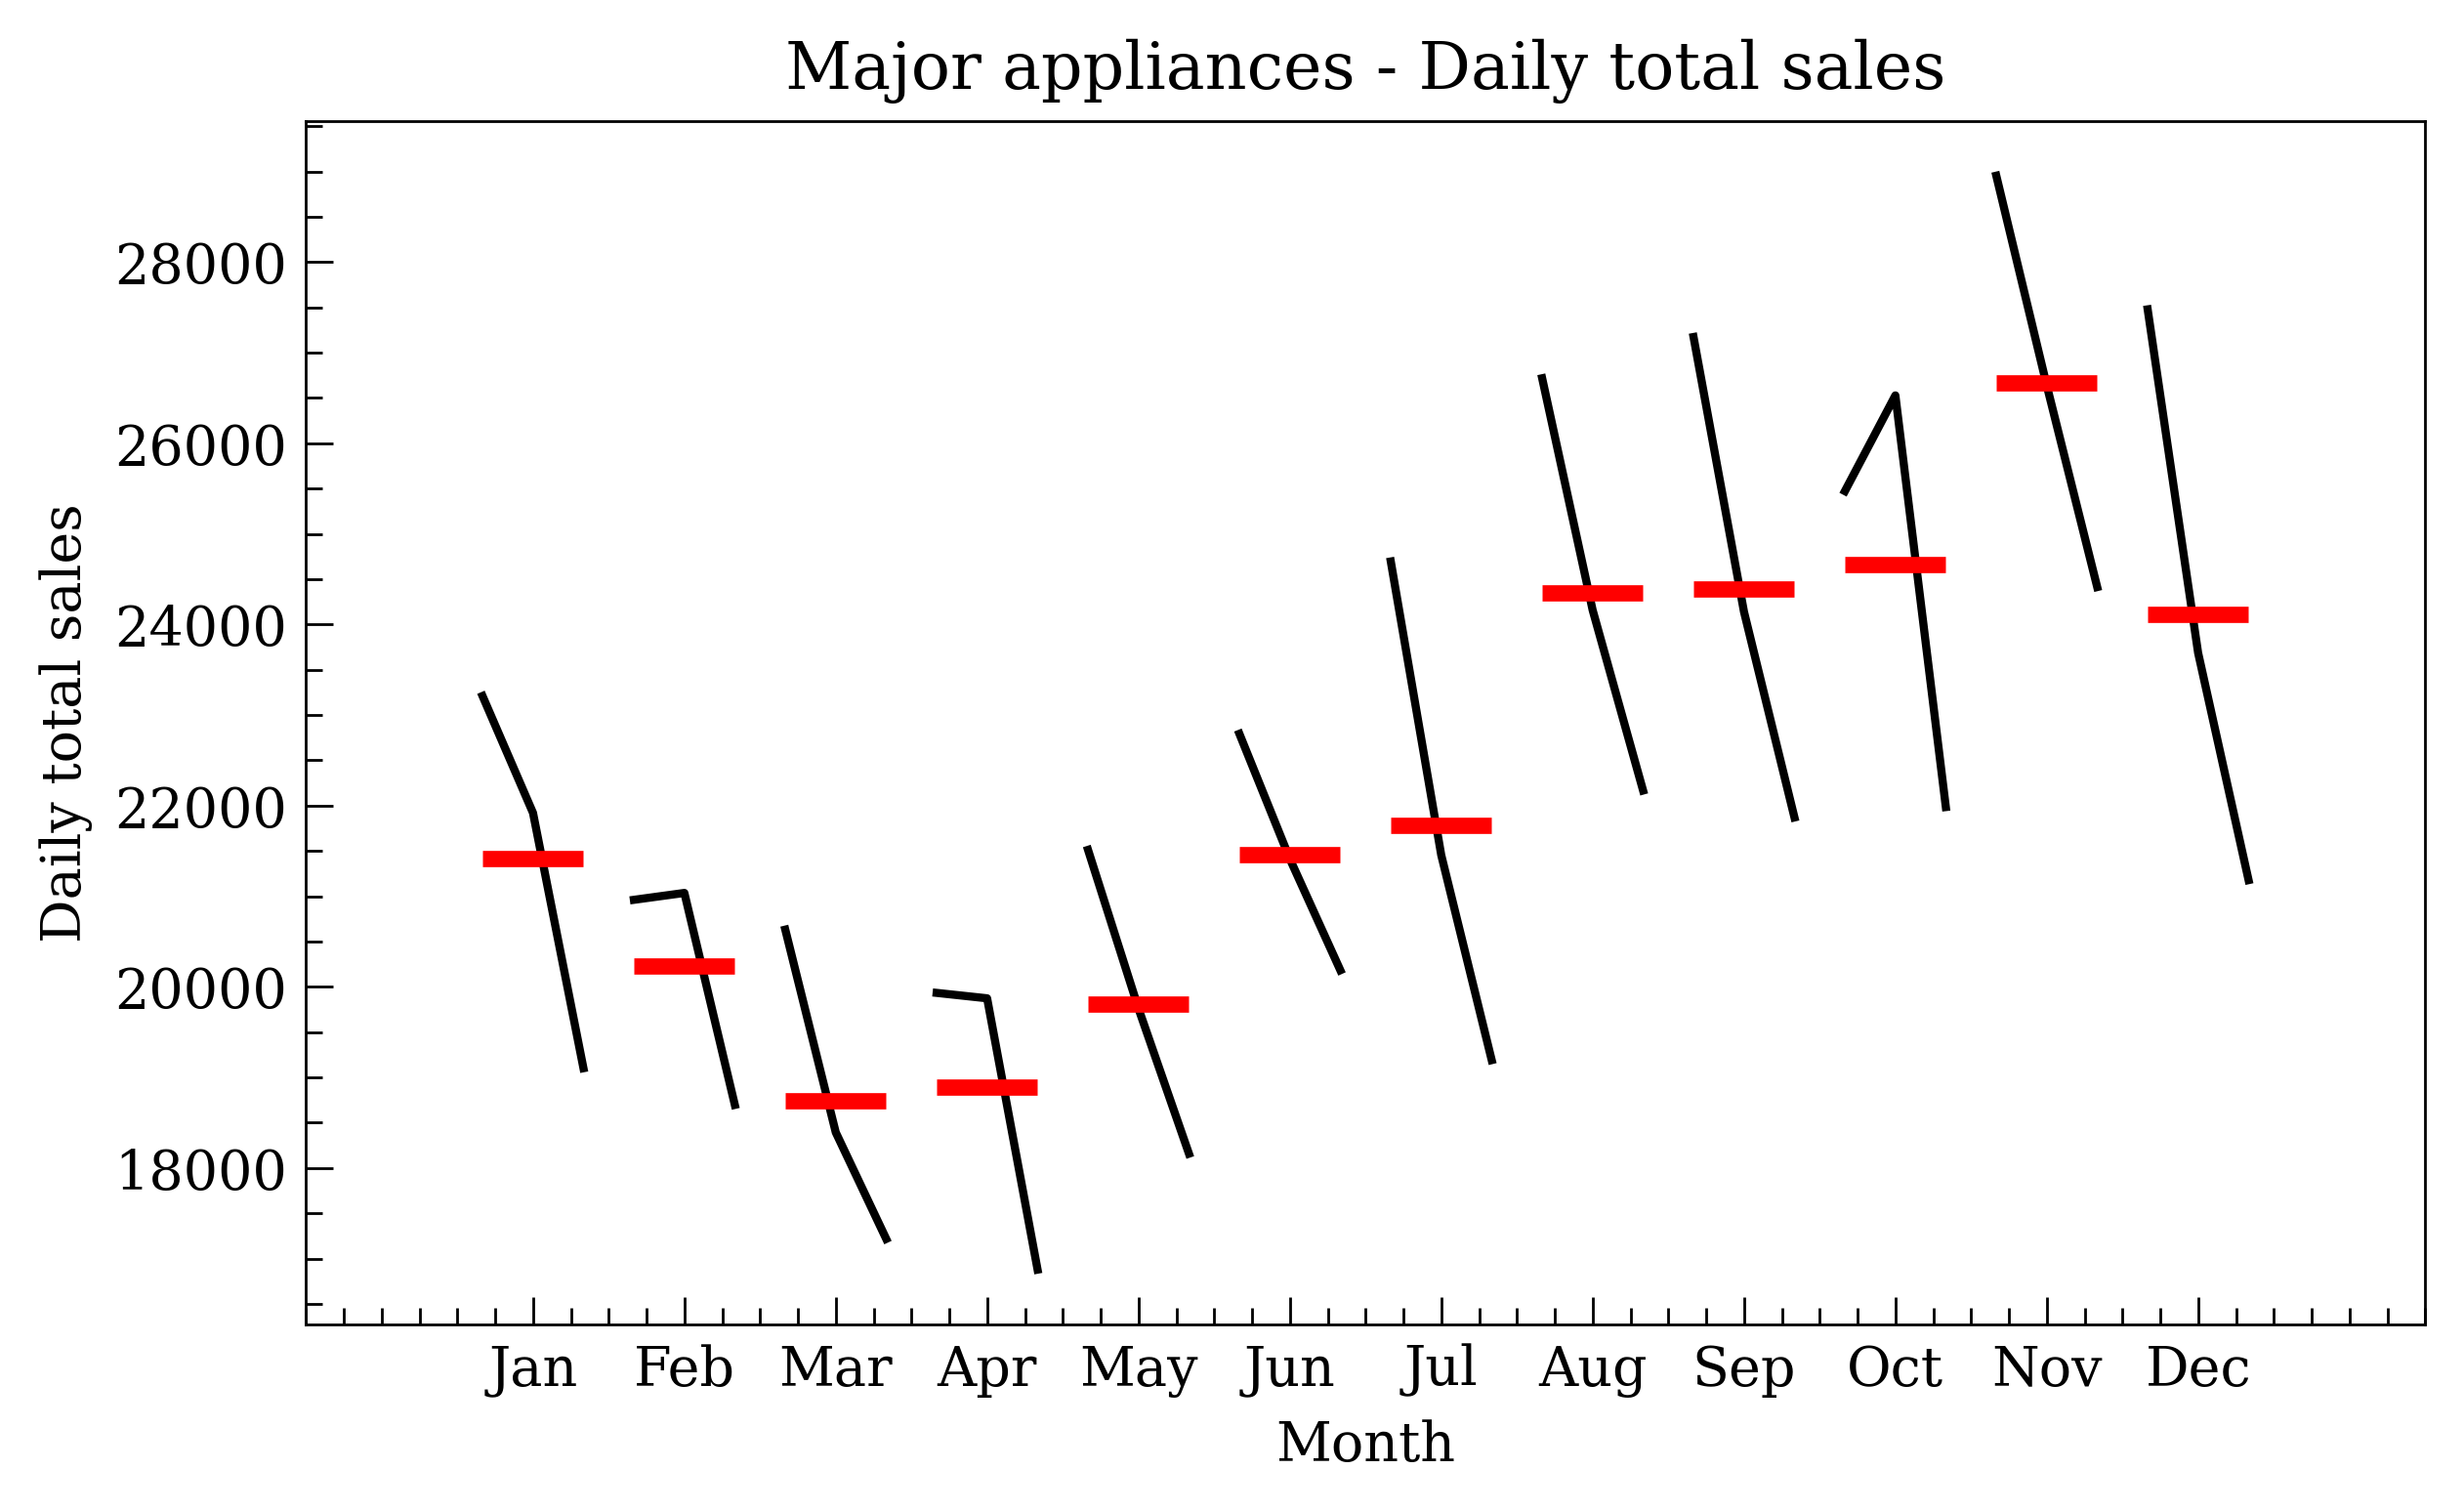 Major appliances - Daily total sales
Daily total sales
28000
26000
24000
22000
20000
18000
Jan Feb Mar Apr May Jun Jul Aug Sep Oct Nov Dec
Month